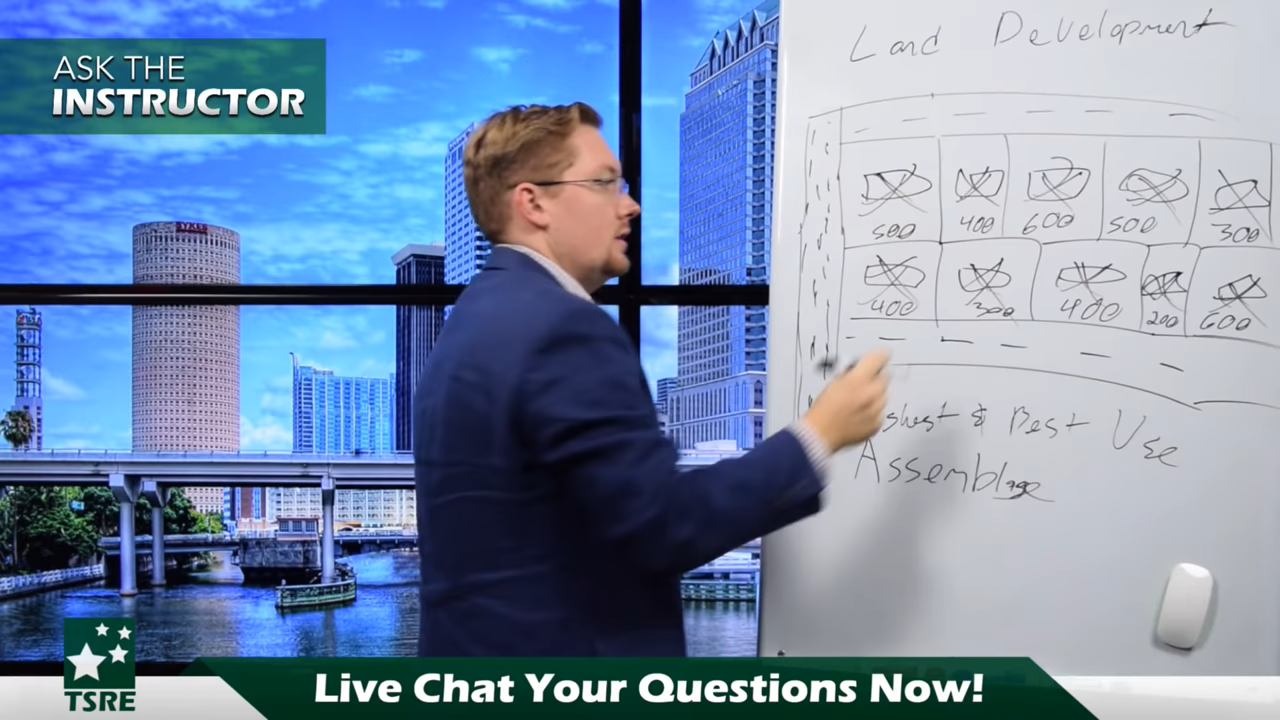 ASK THE
INSTRUCTOR
SYKES
Land Development
500 400 600 500 300
400 300 400 200 600
& Best Use
Assemblage
TSRE
Live Chat Your Questions Now!